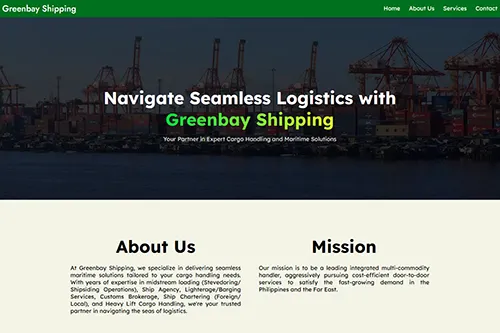 Greenbay Shipping
Home About Us Services Contact
Navigate Seamless Logistics with
Greenbay Shipping
Your Partner in Expert Cargo Handling and Maritime Solutions
About Us
At Greenbay Shipping, we specialize in delivering seamless
maritime solutions tailored to your cargo handling needs.
With years of expertise in midstream loading (Stevedoring/
Shipsiding Operations), Ship Agency, Lighterage/Barging
Services, Customs Brokerage, Ship Chartering (Foreign/
Local), and Heavy Lift Cargo Handling, we're your trusted
partner in navigating the seas of logistics.
Mission
Our mission is to be a leading integrated multi-commodity
handler, aggressively pursuing cost-efficient door-to-door
services to satisfy the fast-growing demand in the
Philippines and the Far East.